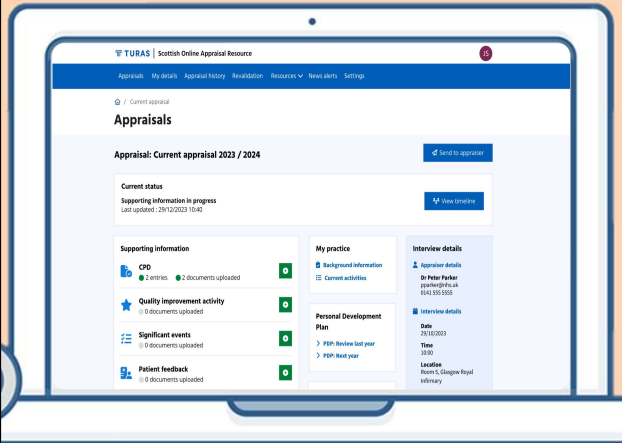 TURAS | Scottish Online Appraisal Resource
JS
Appraisals My details Appraisal history Revalidation Resources News alerts Settings
/ Current appraisal
Appraisals
Appraisal: Current appraisal 2023 / 2024
Send to appraiser
Current status
Supporting information in progress
Last updated : 29/12/2023 10:40
View timeline
Supporting information
CPD
2 entries 2 documents uploaded
Quality improvement activity
0 documents uploaded
Significant events
0 documents uploaded
Patient feedback
0 documents uploaded
My practice
Background information
Current activities
Personal Development
Plan
PDP: Review last year
PDP: Next year
Interview details
Appraiser details
Dr Peter Parker
pparker@nhs.uk
0141 555 5555
Interview details
Date
29/10/2023
Time
10:00
Location
Room 5, Glasgow Royal
Infirmary